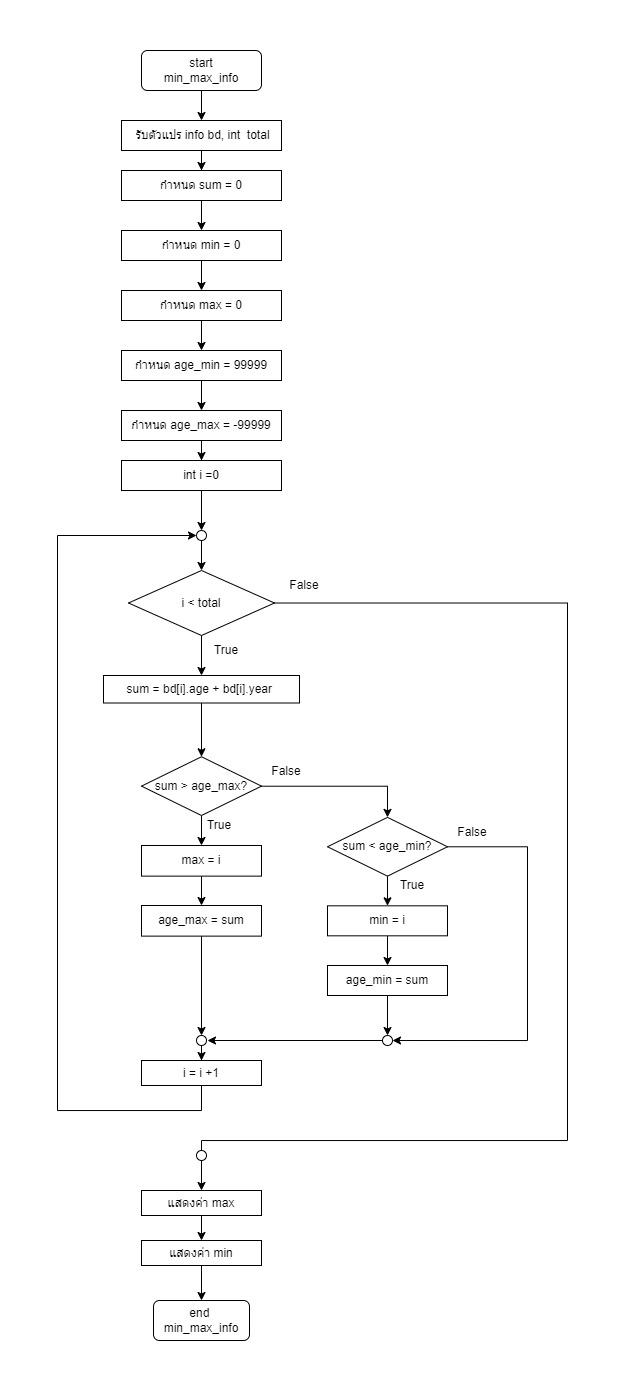 start
min_max_info
รับตัวแปร info bd, int  total
กำหนด sum = 0
กำหนด min = 0
กำหนด max = 0
กำหนด age_min = 99999
กำหนด age_max = -99999
int i =0
False
i < total
True
sum = bd[i].age + bd[i].year
False
sum > age_max?
True
False
sum < age_min?
max = i
True
age_max = sum
min = i
age_min = sum
i = i +1
แสดงค่า max
แสดงค่า min
end
min_max_info